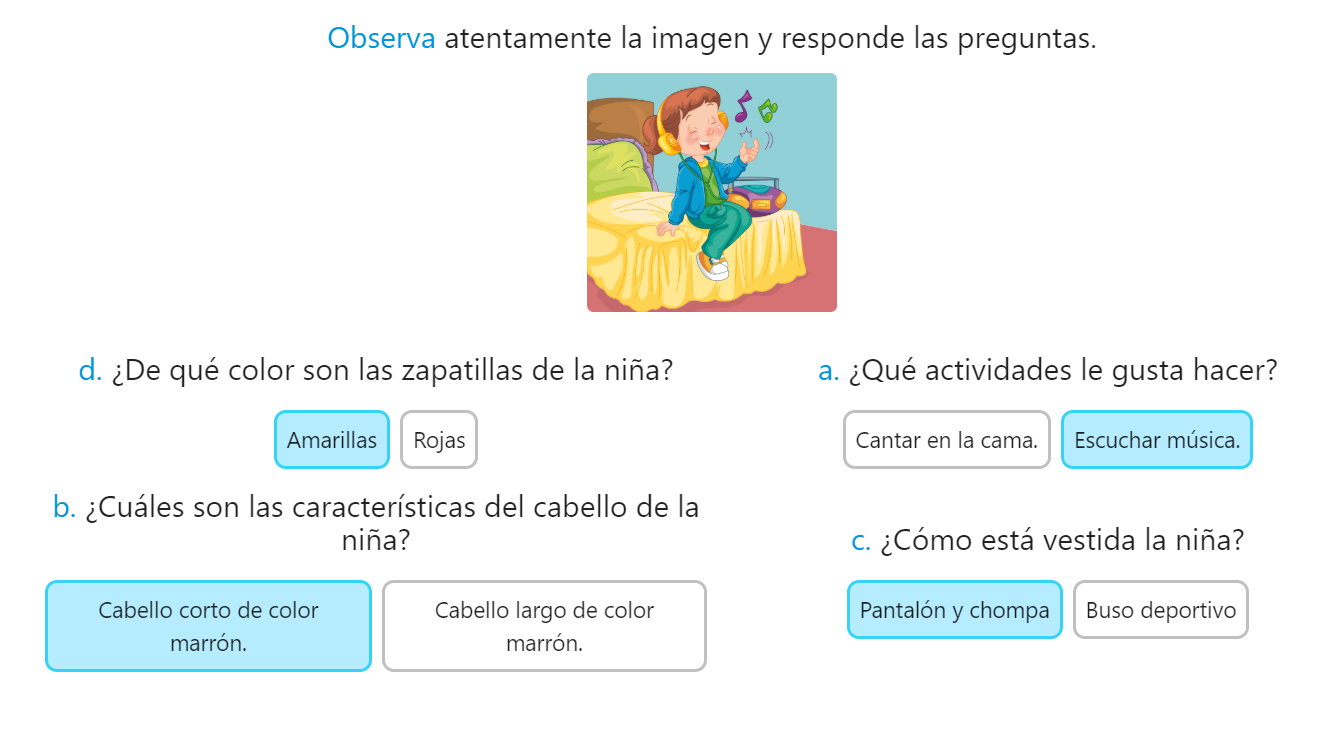 Observa atentamente la imagen y responde las preguntas.
d. ¿De qué color son las zapatillas de la niña?
Amarillas
Rojas
a. ¿Qué actividades le gusta hacer?
Cantar en la cama.
Escuchar música.
b. ¿Cuáles son las características del cabello de la
niña?
Cabello corto de color
marrón.
Cabello largo de color
marrón.
c. ¿Cómo está vestida la niña?
Pantalón y chompa
Buso deportivo